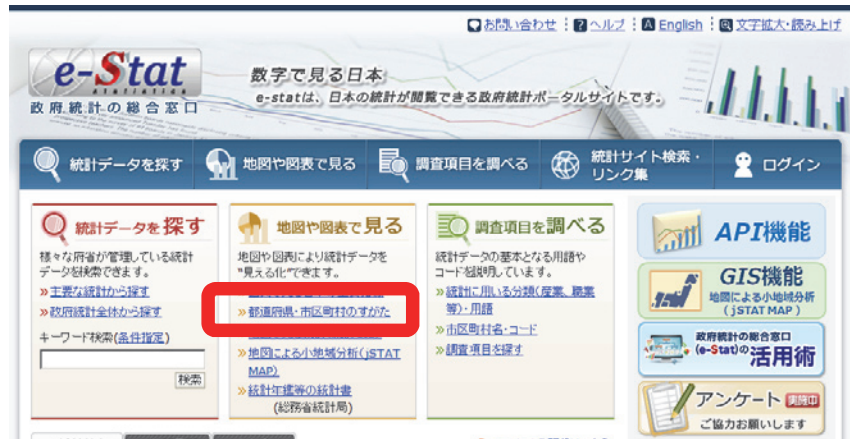 お問い合わせ ヘルプ English 文字拡大・読み上げ
e-Stat
statistics
政府統計の総合窓口
数字で見る日本
e-statは、日本の統計が閲覧できる政府統計ポータルサイトです。
統計データを探す 地図や図表で見る 調査項目を調べる 統計サイト検索・リンク集 ログイン
統計データを探す
様々な府省が管理している統計
データを検索できます。
»主要な統計から探す
»政府統計全体から探す
キーワード検索(条件指定)
検索
地図や図表で見る
地図や図表により統計データを
"見える化"できます。
»都道府県・市区町村のすがた
»地図による小地域分析(jSTAT
MAP)
»統計年鑑等の統計書
(総務省統計局)
調査項目を調べる
統計データの基本となる用語や
コードを説明しています。
»統計に用いる分類(産業、職業
等)・用語
»市区町村名・コード
»調査項目を探す
API機能
GIS機能
地図による小地域分析
(jSTAT MAP)
政府統計の総合窓口
(e-Stat)の活用術
アンケート 実施中
ご協力お願いします